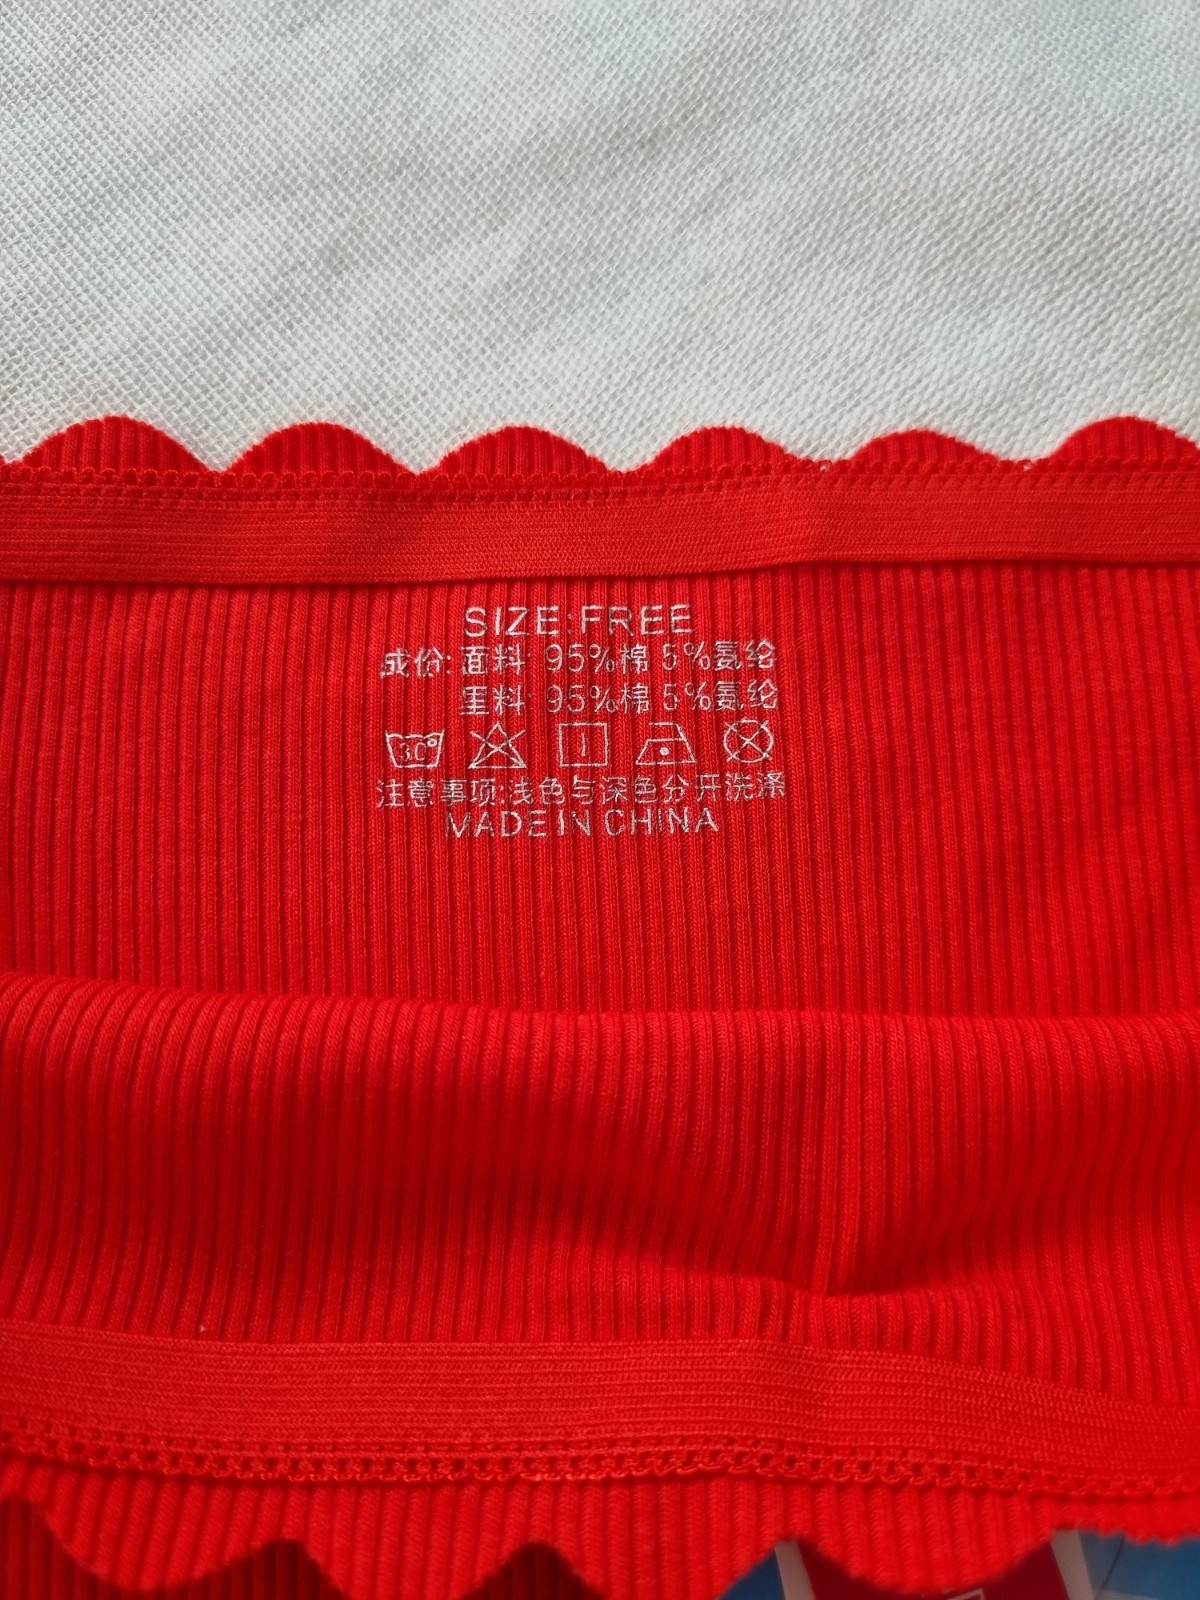 SIZE:FREE
成份: 面料: 95%棉 5%氨纶
里料: 95%棉 5%氨纶
30
注意事项:浅色与深色分开洗涤
MADE IN CHINA